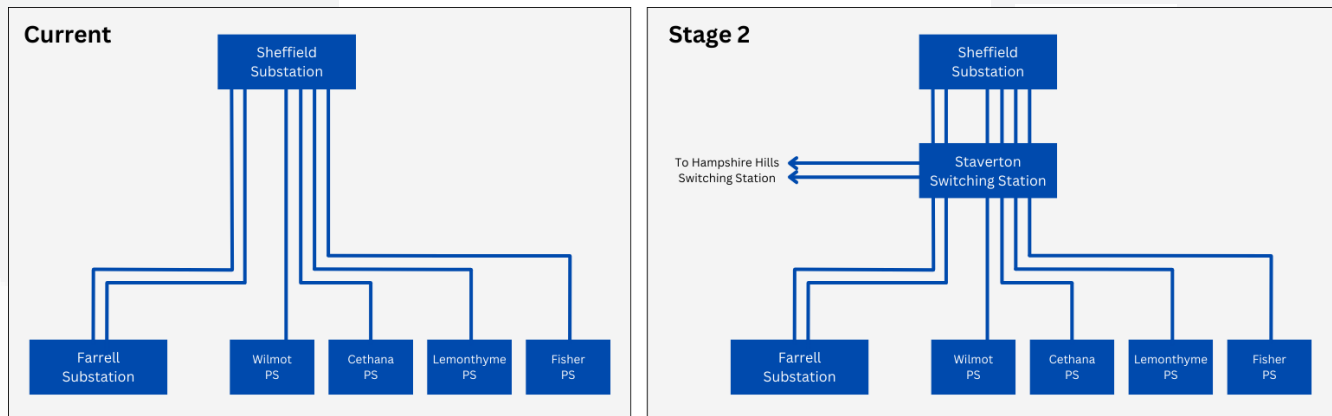 Current
Sheffield
Substation
Farrell
Substation
Wilmot
PS
Cethana
PS
Lemonthyme
PS
Fisher
PS
Stage 2
Sheffield
Substation
To Hampshire Hills
Switching Station
Staverton
Switching Station
Farrell
Substation
Wilmot
PS
Cethana
PS
Lemonthyme
PS
Fisher
PS